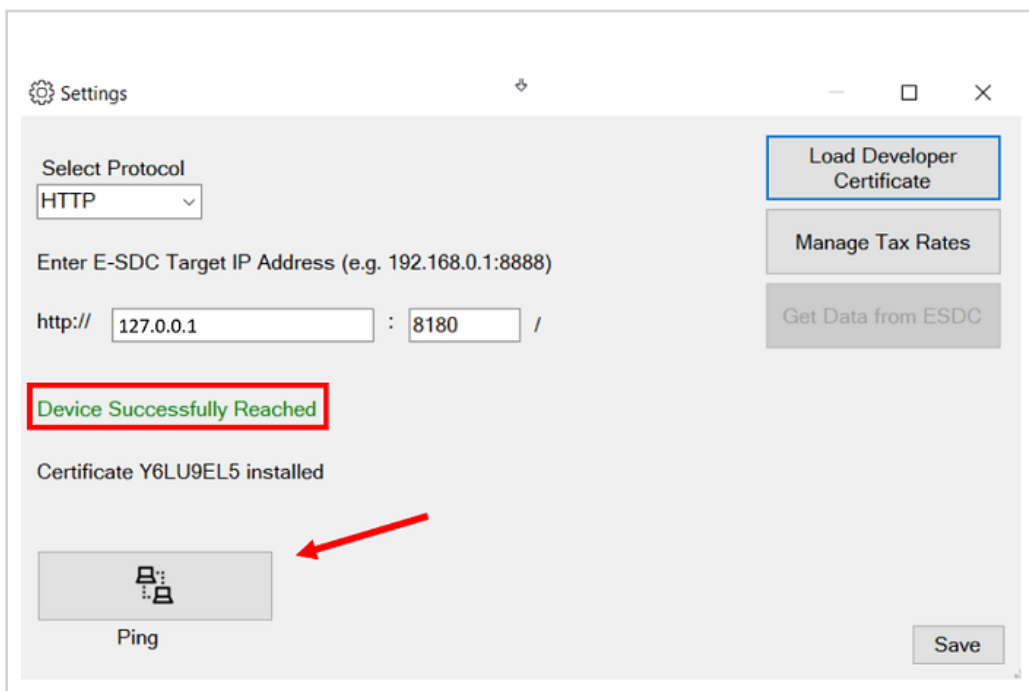 Settings
Select Protocol
HTTP
Enter E-SDC Target IP Address (e.g. 192.168.0.1:8888)
http:// 127.0.0.1 : 8180 /
Device Successfully Reached
Certificate Y6LU9EL5 installed
Ping
Load Developer
Certificate
Manage Tax Rates
Get Data from ESDC
Save